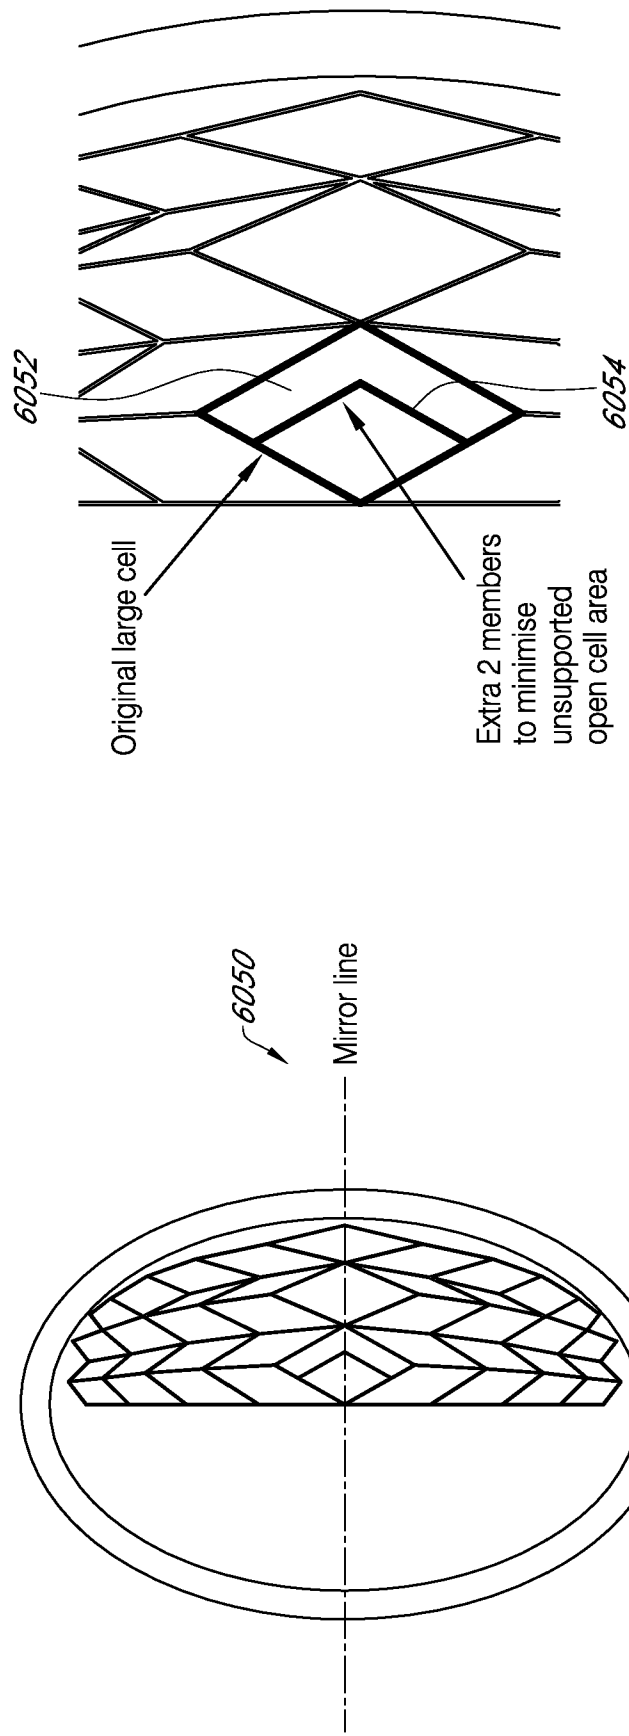 6052
Original large cell
6054
Extra 2 members
to minimise
unsupported
open cell area
6050
Mirror line